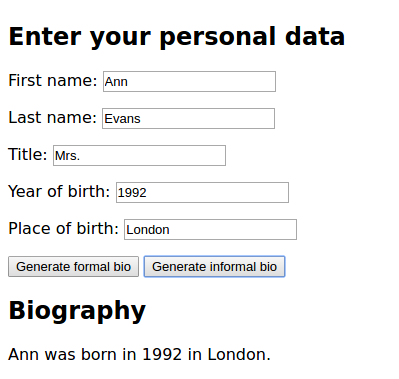 Enter your personal data
First name: Ann
Last name: Evans
Title: Mrs.
Year of birth: 1992
Place of birth: London
Generate formal bio Generate informal bio
Biography
Ann was born in 1992 in London.